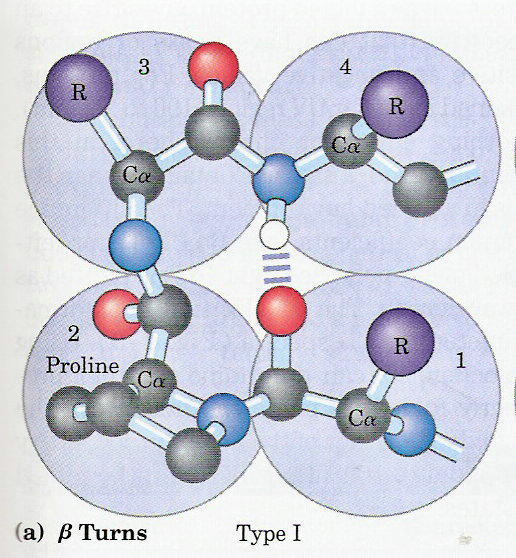 3
4
R
R
Cα
Cα
2
Proline
Cα
R
1
Cα
(a) β Turns Type I